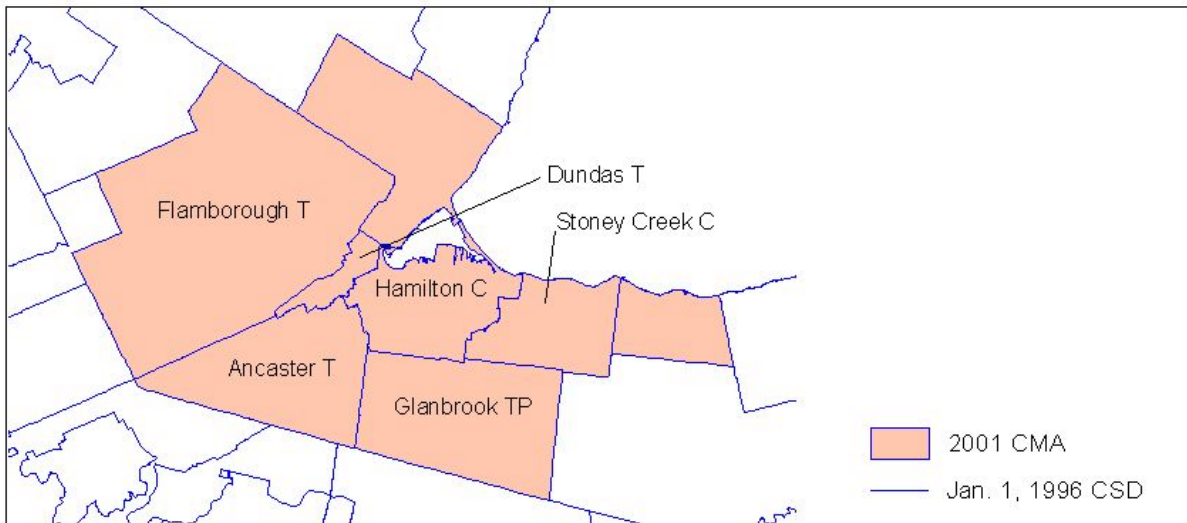 Dundas T
Flamborough T
Stoney Creek C
Hamilton C
Ancaster T
Glanbrook TP
2001 CMA
Jan. 1, 1996 CSD